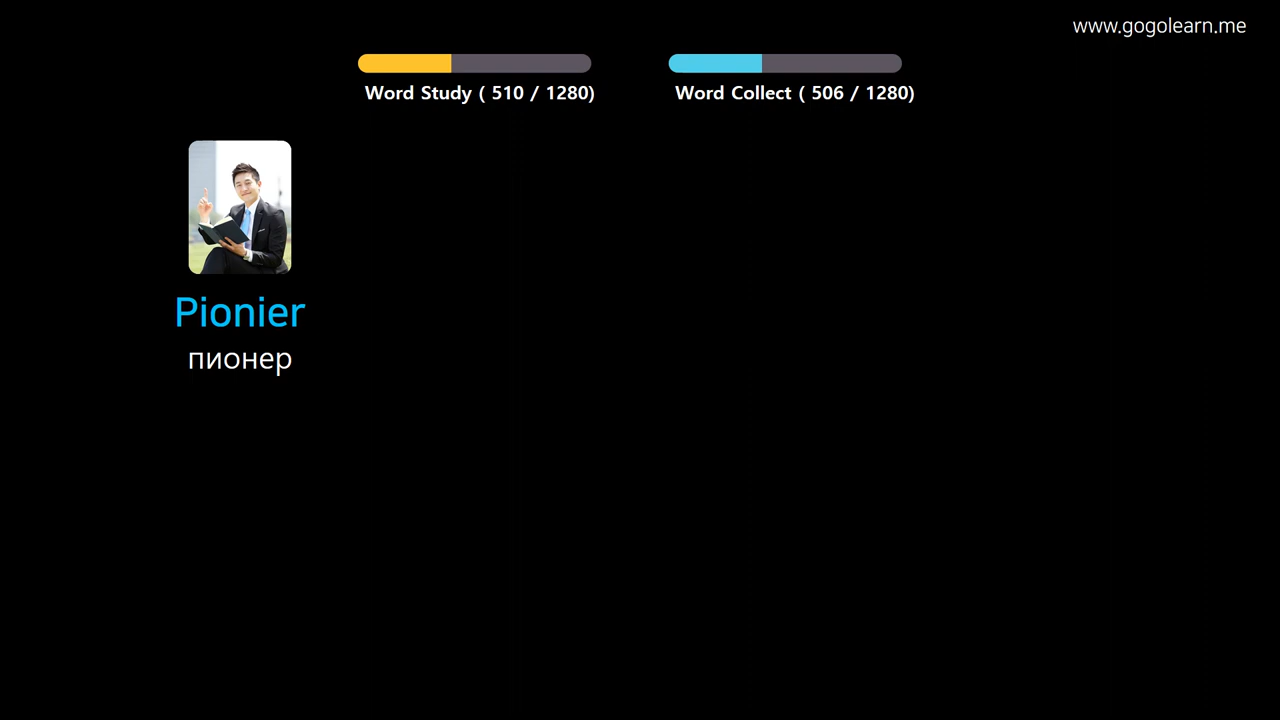 www.gogolearn.me
Word Study ( 510 / 1280)
Word Collect ( 506 / 1280)
Pionier
пионер